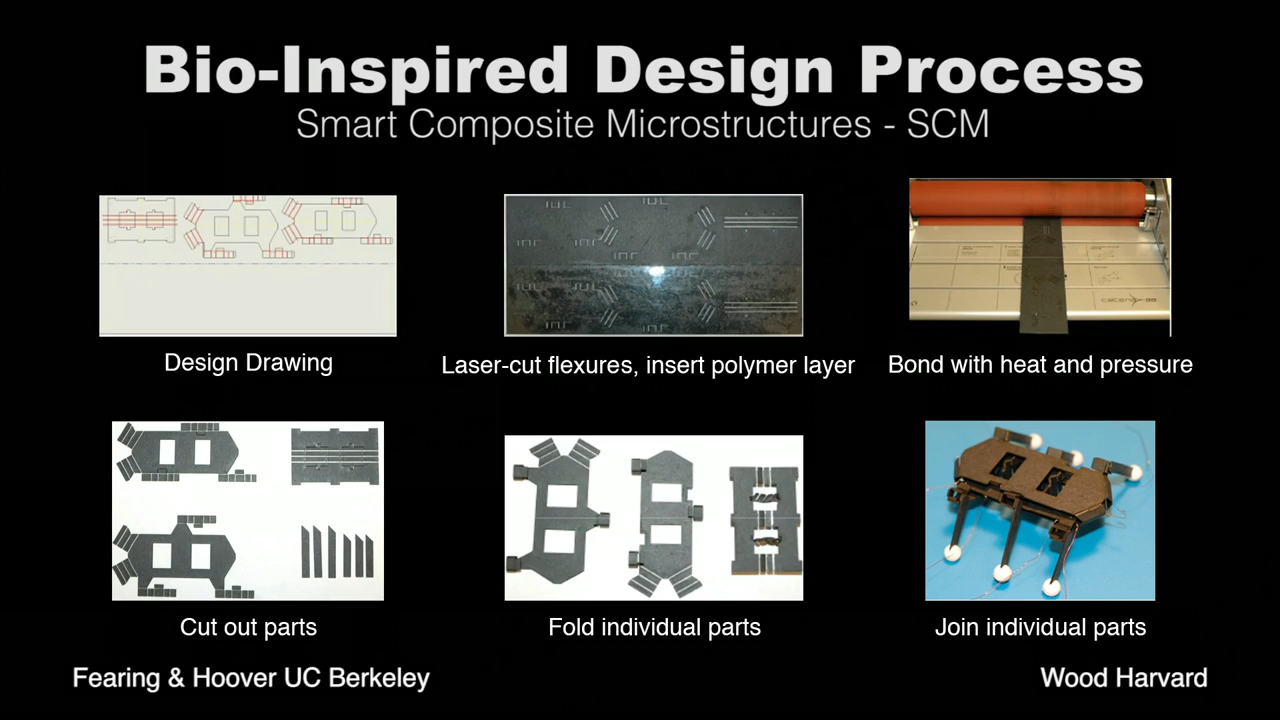 Bio-Inspired Design Process
Smart Composite Microstructures - SCM
Design Drawing
Laser-cut flexures, insert polymer layer
Bond with heat and pressure
Cut out parts
Fold individual parts
Join individual parts
Fearing & Hoover UC Berkeley
Wood Harvard